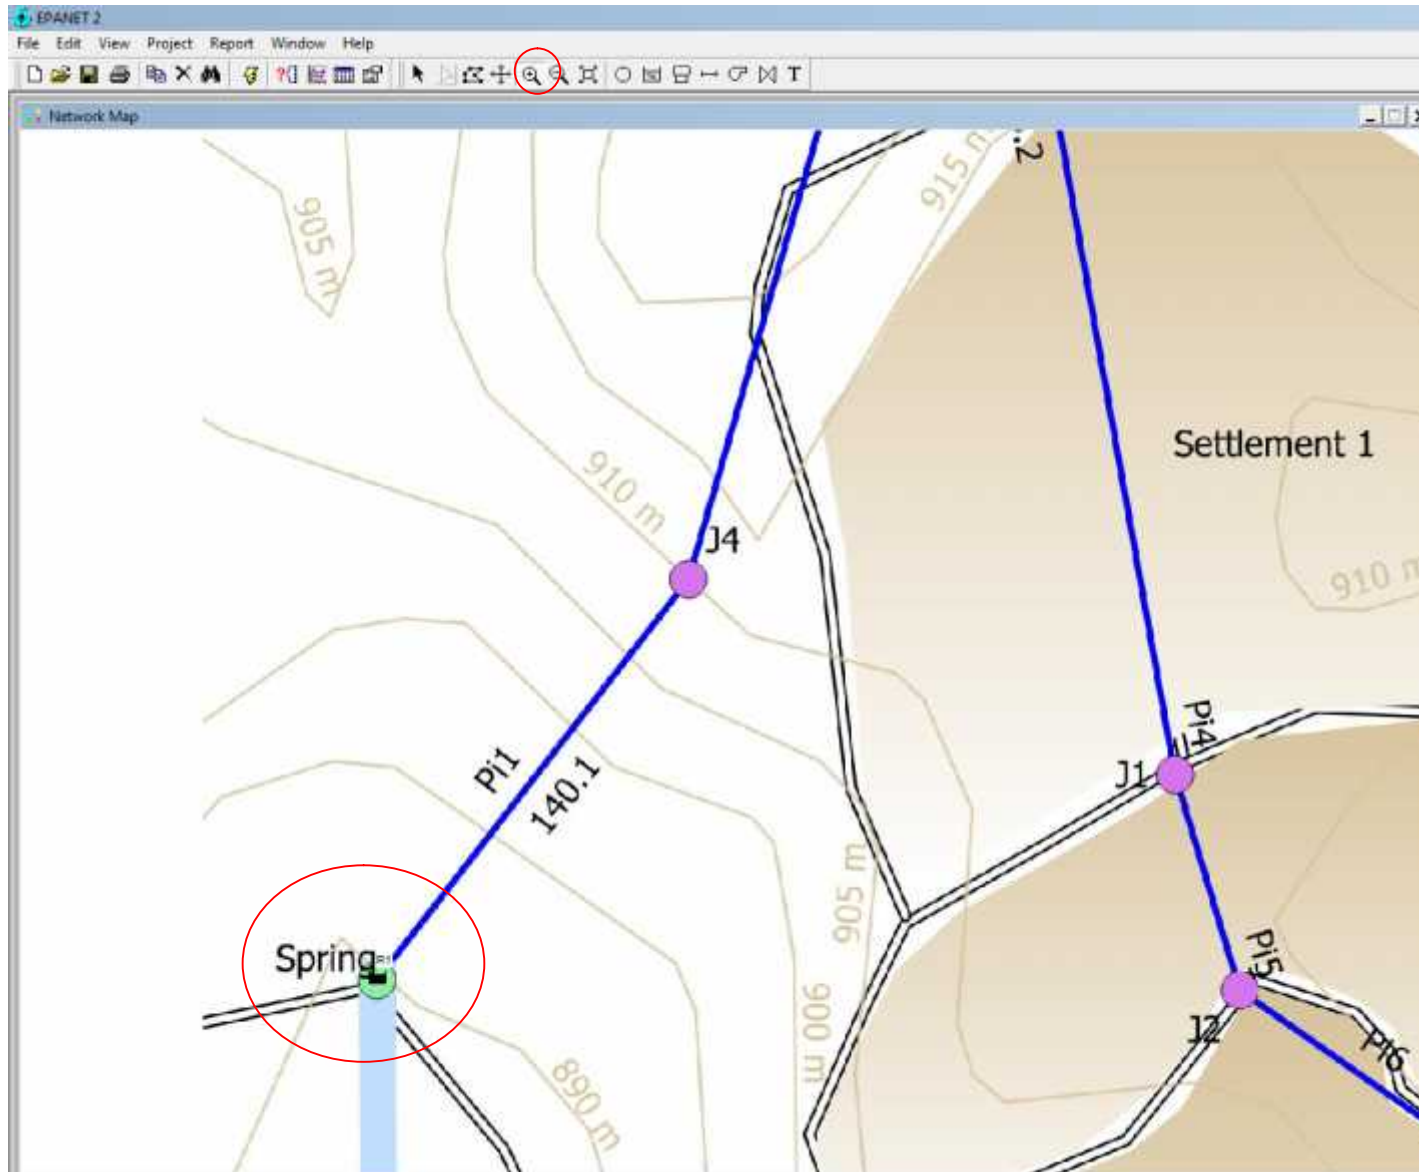 EPANET 2
File Edit View Project Report Window Help
T
Network Map
.2
915 m
905 m
Settlement 1
910 m
J4
910 m
Pi1
140.1
Pi4
J1
905 m
Spring
Pi5
900 m
J2
Pi6
890 m